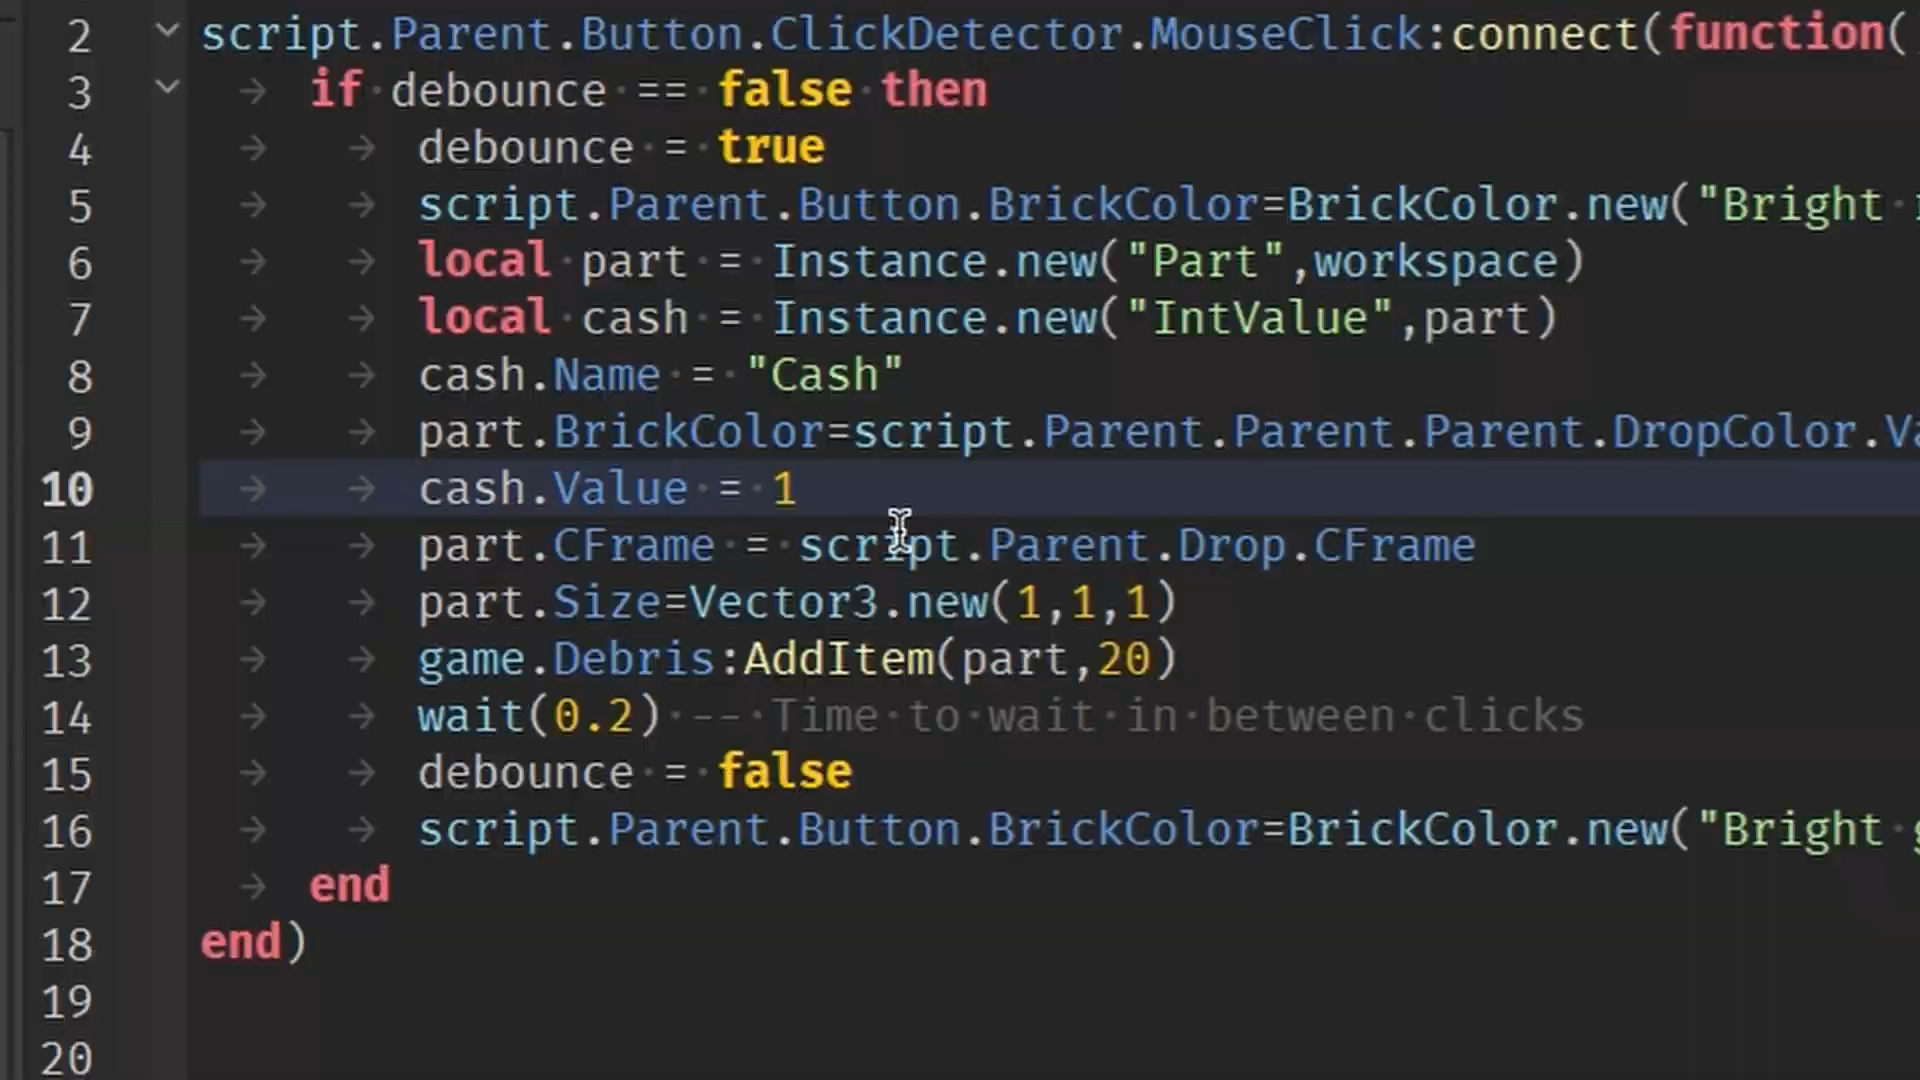 2 script.Parent.Button.ClickDetector.MouseClick:connect(function(
3 if debounce == false then
4 debounce = true
5 script.Parent.Button.BrickColor=BrickColor.new("Bright
6 local part = Instance.new("Part",workspace)
7 local cash = Instance.new("IntValue",part)
8 cash.Name = "Cash"
9 part.BrickColor=script.Parent.Parent.Parent.DropColor.Va
10 cash.Value = 1
11 part.CFrame = script.Parent.Drop.CFrame
12 part.Size=Vector3.new(1,1,1)
13 game.Debris:AddItem(part,20)
14 wait(0.2) -- Time to wait in between clicks
15 debounce = false
16 script.Parent.Button.BrickColor=BrickColor.new("Bright
17 end
18 end)
19
20